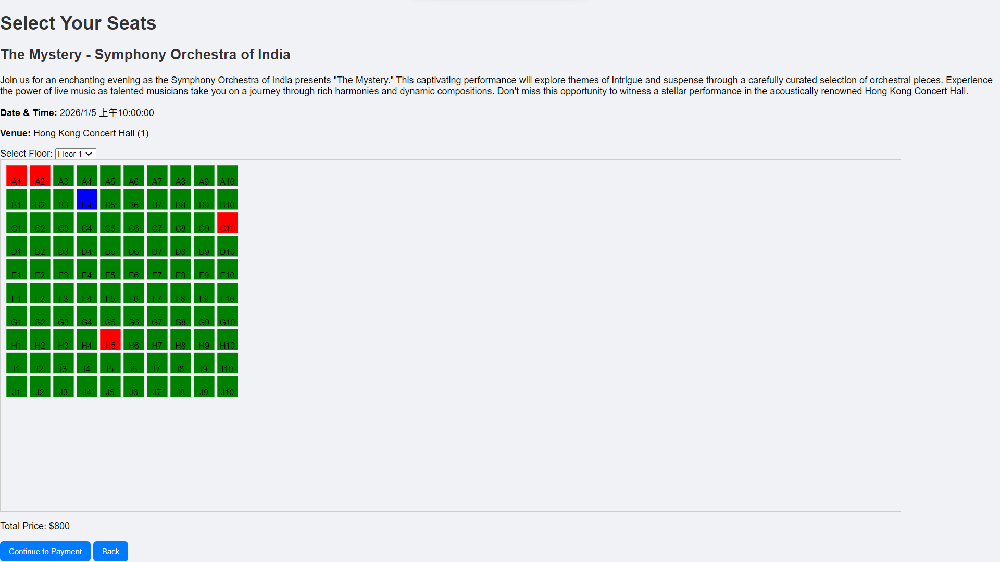 Select Your Seats
The Mystery - Symphony Orchestra of India
Join us for an enchanting evening as the Symphony Orchestra of India presents "The Mystery." This captivating performance will explore themes of intrigue and suspense through a carefully curated selection of orchestral pieces. Experience
the power of live music as talented musicians take you on a journey through rich harmonies and dynamic compositions. Don't miss this opportunity to witness a stellar performance in the acoustically renowned Hong Kong Concert Hall.
Date & Time: 2026/1/5 上午10:00:00
Venue: Hong Kong Concert Hall (1)
Select Floor: Floor 1
A1 A2 A3 A4 A5 A6 A7 A8 A9 A10
B1 B2 B3 B4 B5 B6 B7 B8 B9 B10
C1 C2 C3 C4 C5 C6 C7 C8 C9 C10
D1 D2 D3 D4 D5 D6 D7 D8 D9 D10
E1 E2 E3 E4 E5 E6 E7 E8 E9 E10
F1 F2 F3 F4 F5 F6 F7 F8 F9 F10
G1 G2 G3 G4 G5 G6 G7 G8 G9 G10
H1 H2 H3 H4 H5 H6 H7 H8 H9 H10
I1 I2 I3 I4 I5 I6 I7 I8 I9 I10
J1 J2 J3 J4 J5 J6 J7 J8 J9 J10
Total Price: $800
Continue to Payment Back